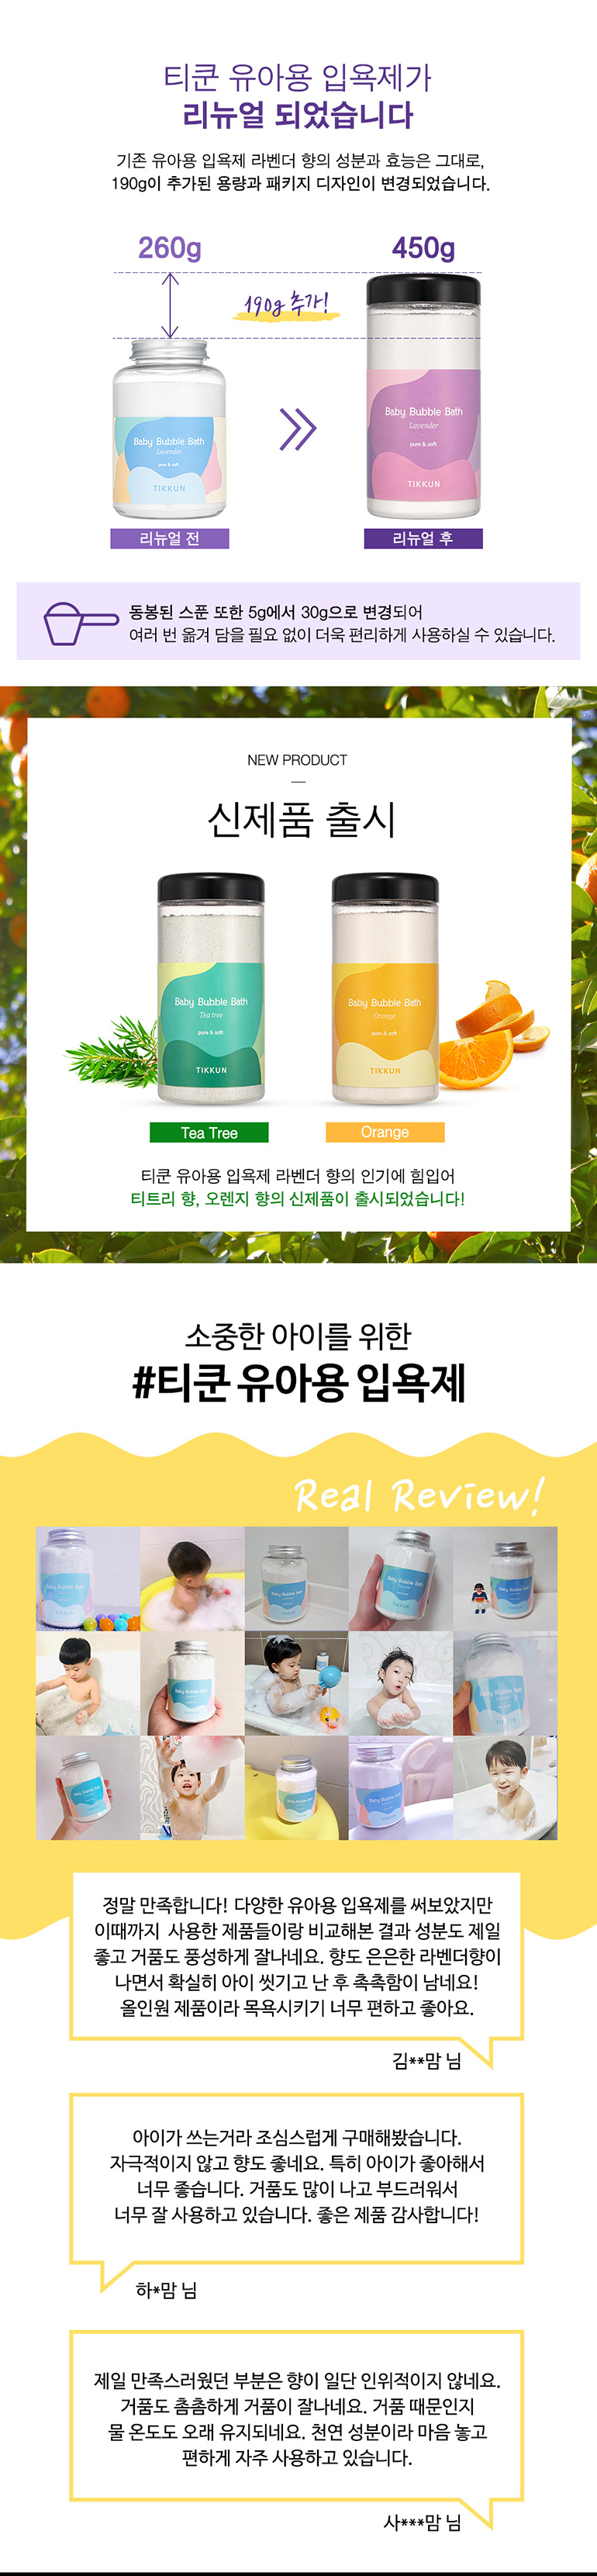 티쿤 유아용 입욕제가
리뉴얼 되었습니다
기존 유아용 입욕제 라벤더 향의 성분과 효능은 그대로,
190g이 추가된 용량과 패키지 디자인이 변경되었습니다.
260g
450g
190g 추가!
Baby Bubble Bath
Lavender
pure & soft
TIKKUN
Baby Bubble Bath
Lavender
pure & soft
TIKKUN
리뉴얼 전
리뉴얼 후
동봉된 스푼 또한 5g에서 30g으로 변경되어
여러 번 옮겨 담을 필요 없이 더욱 편리하게 사용하실 수 있습니다.
NEW PRODUCT
신제품 출시
Baby Bubble Bath
Tea tree
pure & soft
TIKKUN
Baby Bubble Bath
Orange
pure & soft
TIKKUN
Tea Tree
Orange
티쿤 유아용 입욕제 라벤더 향의 인기에 힘입어
티트리 향, 오렌지 향의 신제품이 출시되었습니다!
소중한 아이를 위한
#티쿤 유아용 입욕제
Real Review!
정말 만족합니다! 다양한 유아용 입욕제를 써보았지만
이때까지 사용한 제품들이랑 비교해본 결과 성분도 제일
좋고 거품도 풍성하게 잘나네요. 향도 은은한 라벤더향이
나면서 확실히 아이 씻기고 난 후 촉촉함이 남네요!
올인원 제품이라 목욕시키기 너무 편하고 좋아요.
김**맘 님
아이가 쓰는거라 조심스럽게 구매해봤습니다.
자극적이지 않고 향도 좋네요. 특히 아이가 좋아해서
너무 좋습니다. 거품도 많이 나고 부드러워서
너무 잘 사용하고 있습니다. 좋은 제품 감사합니다!
하*맘 님
제일 만족스러웠던 부분은 향이 일단 인위적이지 않네요.
거품도 촘촘하게 거품이 잘나네요. 거품 때문인지
물 온도도 오래 유지되네요. 천연 성분이라 마음 놓고
편하게 자주 사용하고 있습니다.
사***맘 님